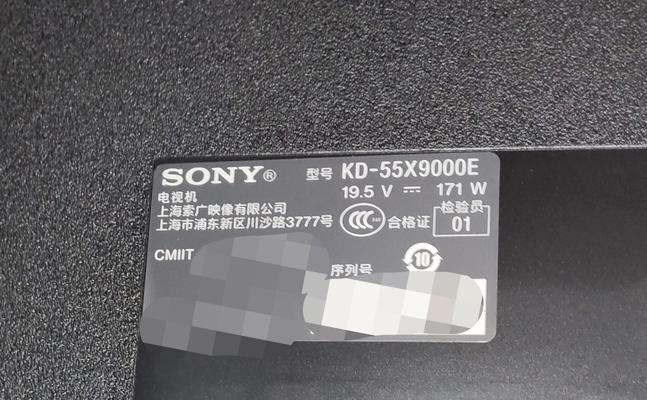 SONY® 型号 KD-55X9000E
电视机 19.5 V ⎓ 171 W
上海索广映像有限公司
上海市浦东新区川沙路3777号 CCC 合格证 检验员 01
CMIIT
序列号 10